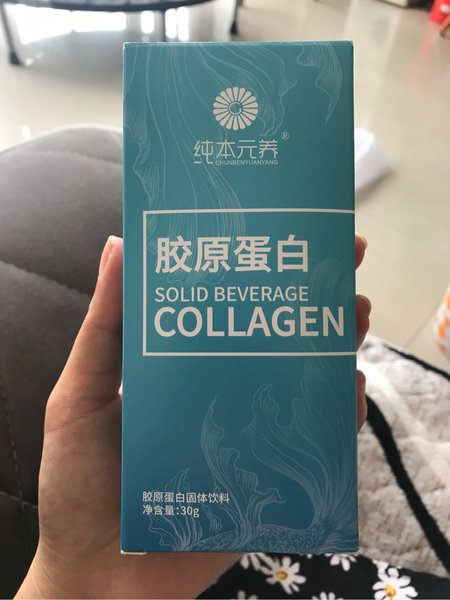 纯本元养®
CHUNBENYUANYANG
胶原蛋白
SOLID BEVERAGE
COLLAGEN
胶原蛋白固体饮料
净含量:30g